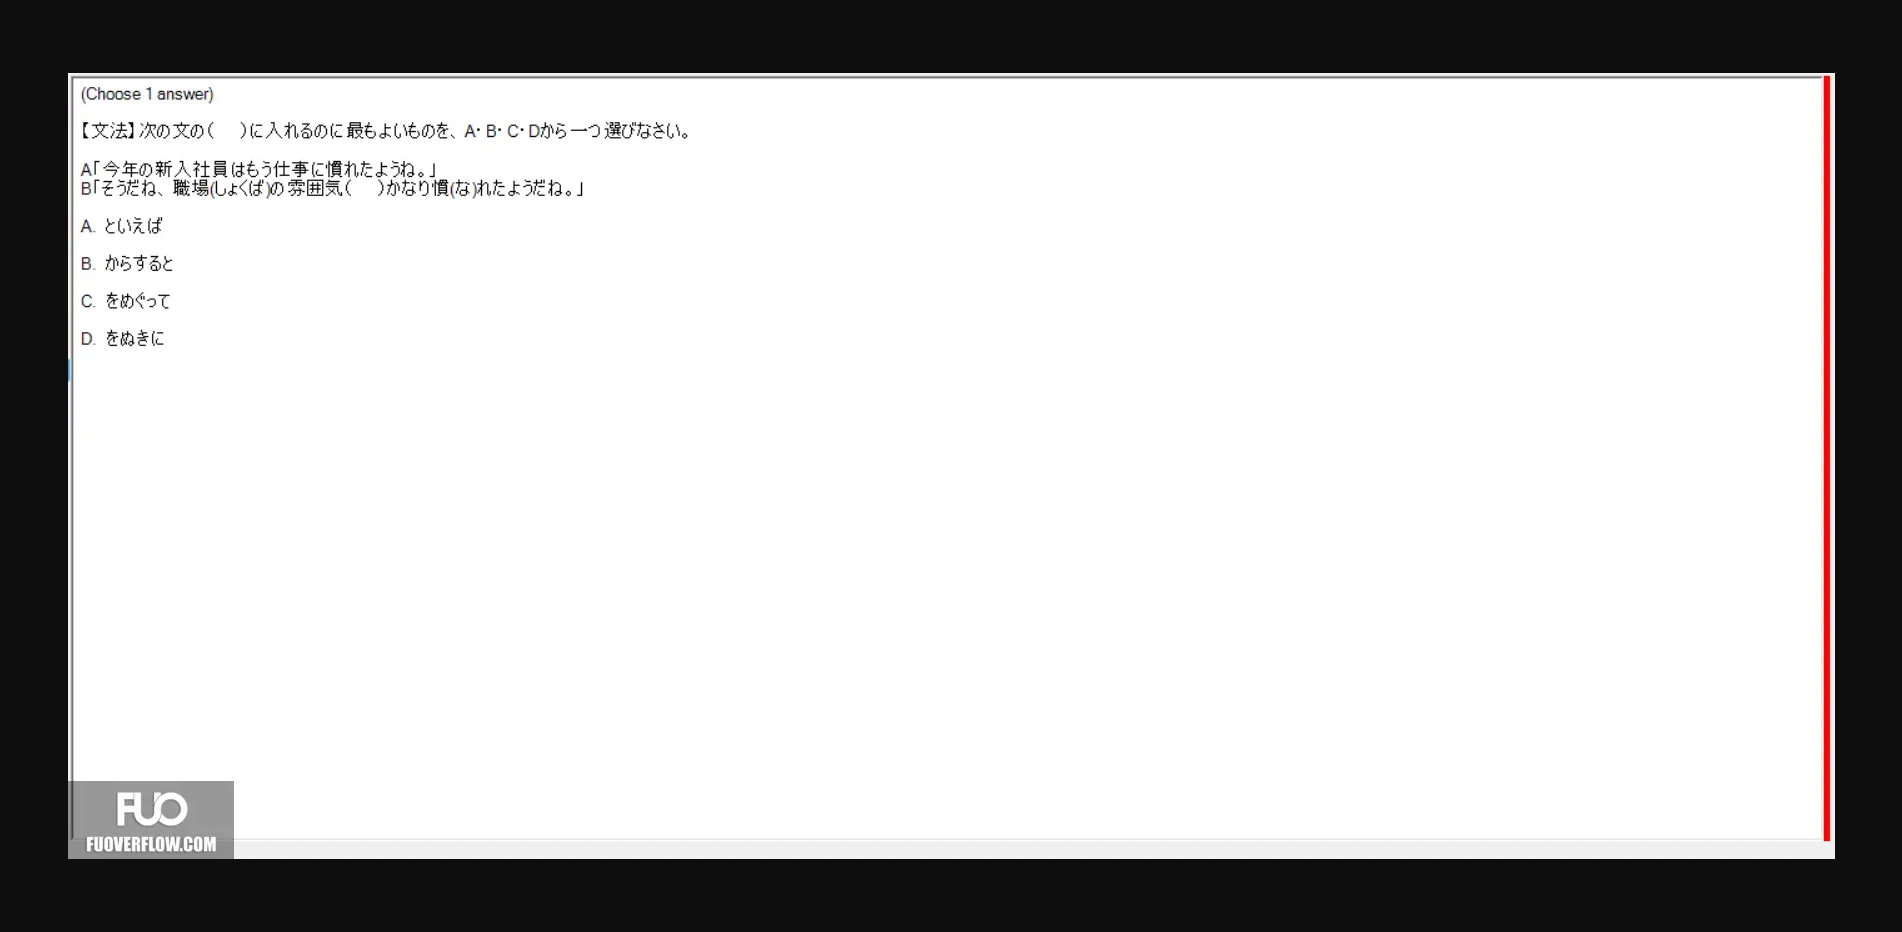 (Choose 1 answer)
【文法】次の文の(　)に入れるのに最もよいものを、A・B・C・Dから一つ選びなさい。
A「今年の新入社員はもう仕事に慣れたようね。」
B「そうだね、職場(しょくば)の雰囲気(　)かなり慣(な)れたようだね。」
A. といえば
B. からすると
C. をめぐって
D. をぬきに
FUO
FUOVERFLOW.COM